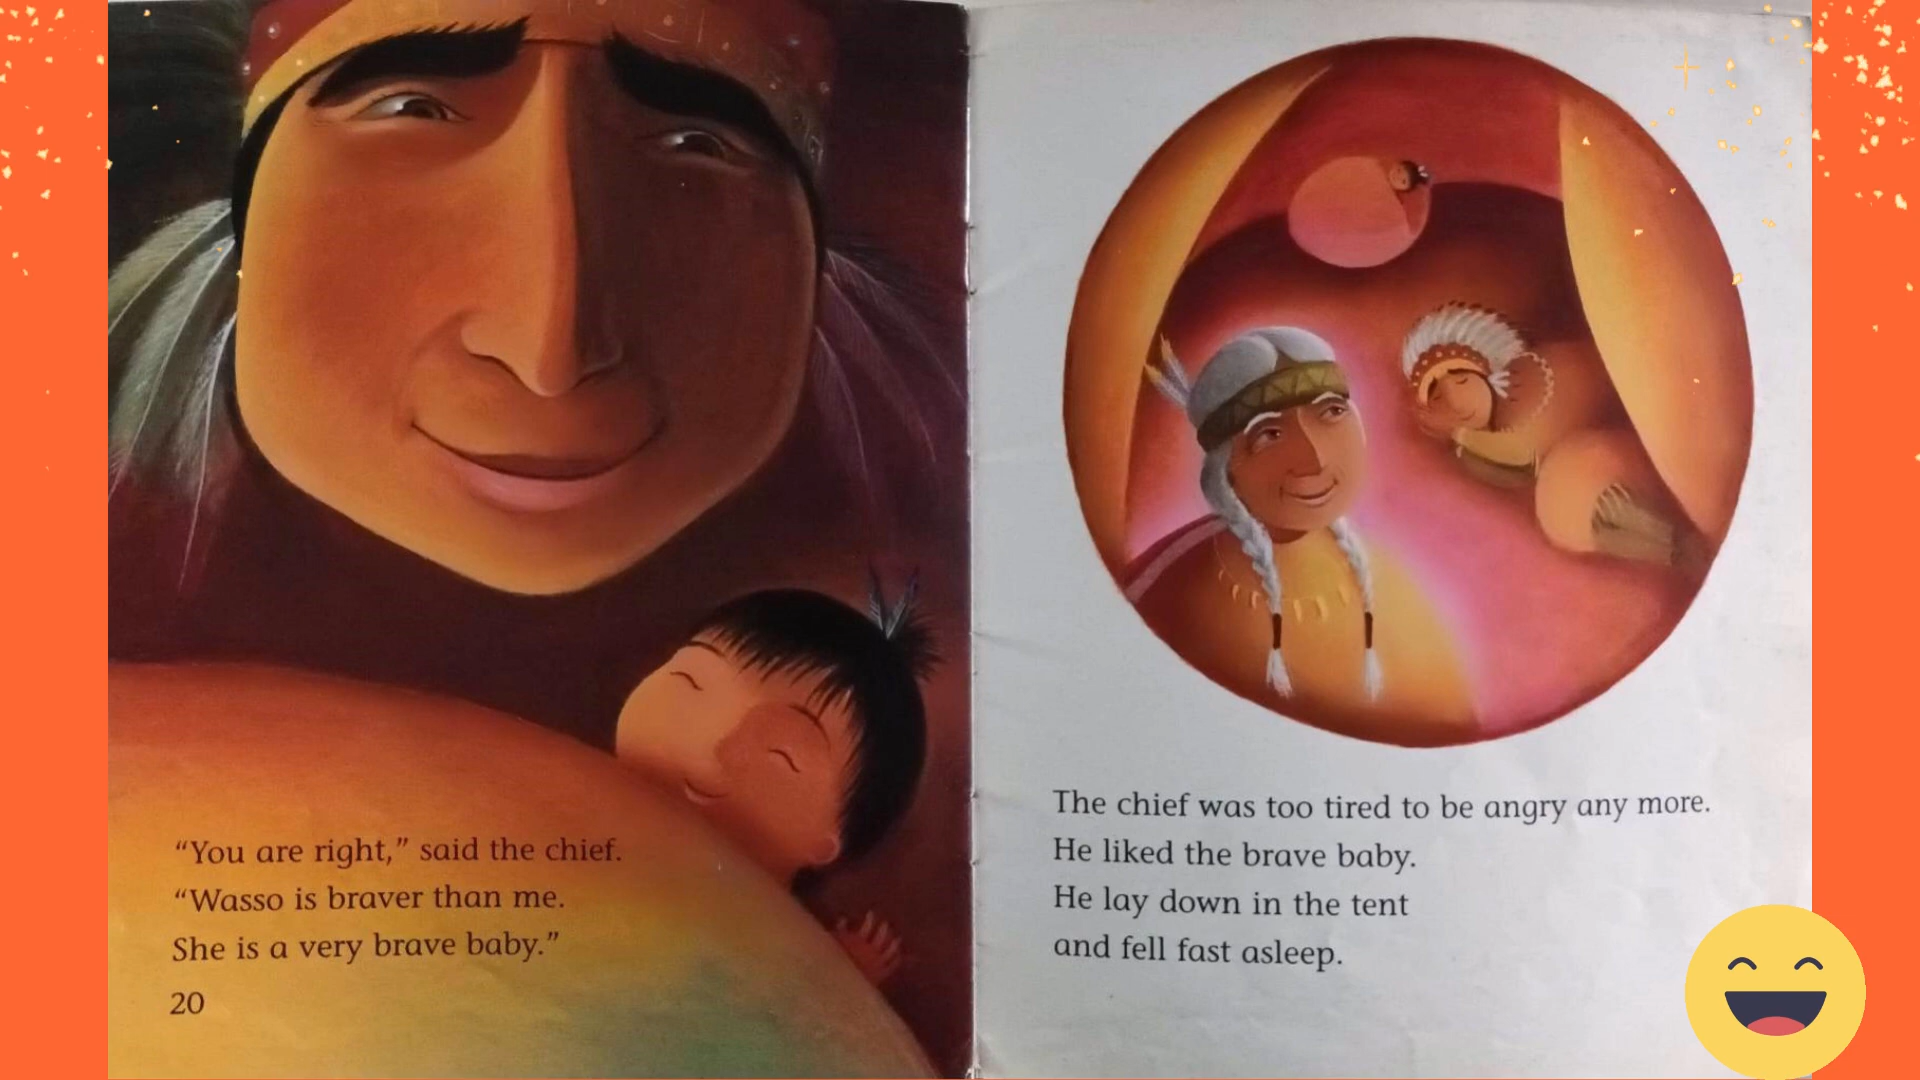 “You are right,” said the chief.
“Wasso is braver than me.
She is a very brave baby.”
20
The chief was too tired to be angry any more.
He liked the brave baby.
He lay down in the tent
and fell fast asleep.